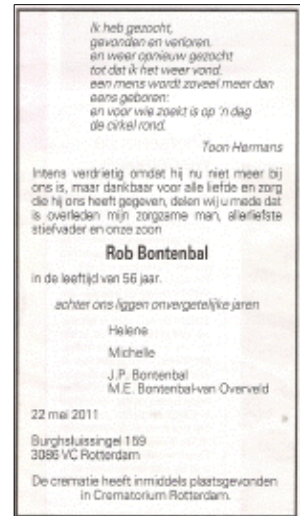 Ik heb gezocht,
gevonden en verloren.
en weer opnieuw gezocht
tot dat ik het weer vond.
een mens wordt zoveel meer dan
eens geboren:
en voor wie zoekt is op 'n dag
de cirkel rond.
Toon Hermans
Intens verdrietig omdat hij nu niet meer bij
ons is, maar dankbaar voor alle liefde en zorg
die hij ons heeft gegeven, delen wij u mede dat
is overleden mijn zorgzame man, allerliefste
stiefvader en onze zoon
Rob Bontenbal
in de leeftijd van 56 jaar.
achter ons liggen onvergetelijke jaren
Helene
Michelle
J.P. Bontenbal
M.E. Bontenbal-van Overveld
22 mei 2011
Burghsluissingel 159
3086 VC Rotterdam
De crematie heeft inmiddels plaatsgevonden
in Crematorium Rotterdam.